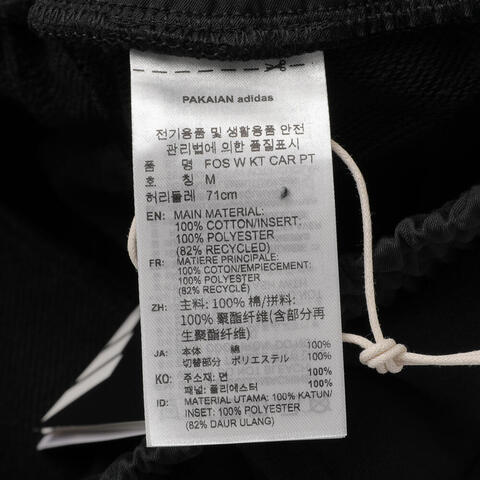 PAKAIAN adidas
전기용품 및 생활용품 안전
관리법에 의한 품질표시
품 명 FOS W KT CAR PT
호 칭 M
허리둘레 71cm
EN: MAIN MATERIAL:
100% COTTON/INSERT:
100% POLYESTER
(82% RECYCLED)
FR: MATIERE PRINCIPALE:
100% COTON/EMPIECEMENT:
100% POLYESTER
(82% RECYCLÉ)
ZH: 主料: 100% 棉/拼料:
100% 聚酯纤维(含部分再
生聚酯纤维)
JA: 本体 綿 100%
切替部分 ポリエステル 100%
KO: 주소재: 면 100%
패널: 폴리에스터 100%
ID: MATERIAL UTAMA: 100% KATUN/
INSET: 100% POLYESTER
(82% DAUR ULANG)